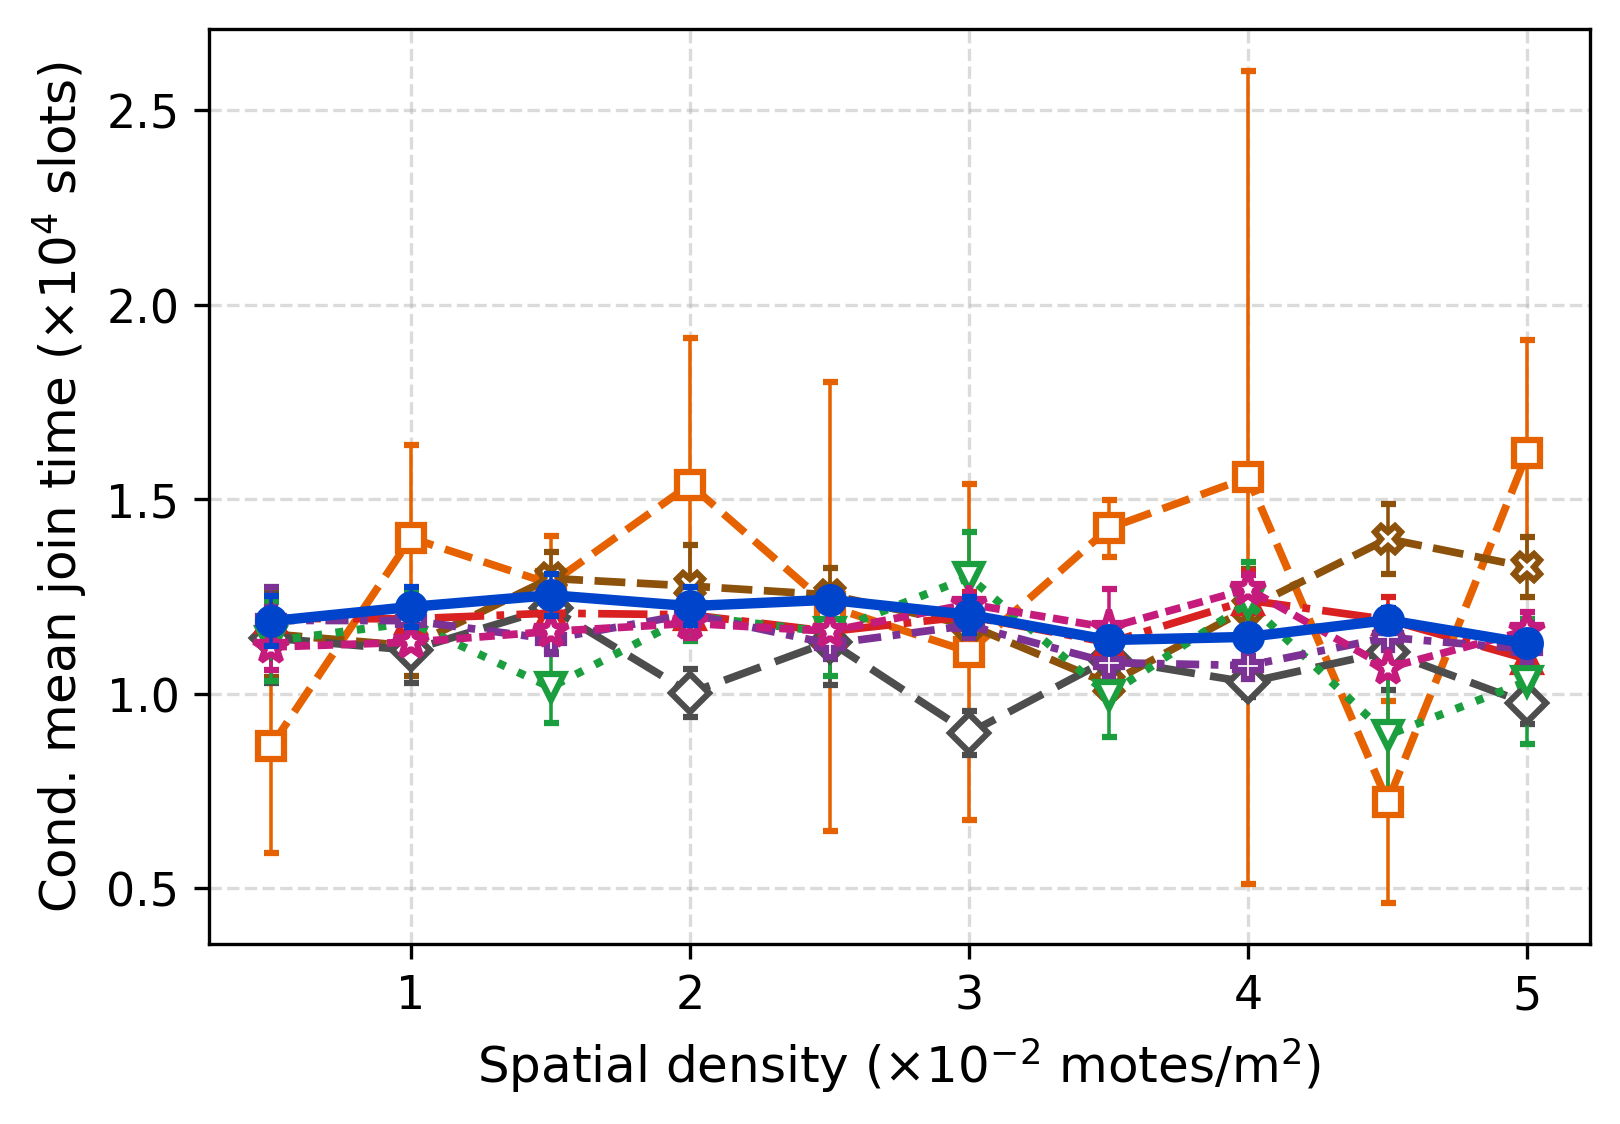 Cond. mean join time (×10⁴ slots)
2.5
2.0
1.5
1.0
0.5
1 2 3 4 5
Spatial density (×10⁻² motes/m²)